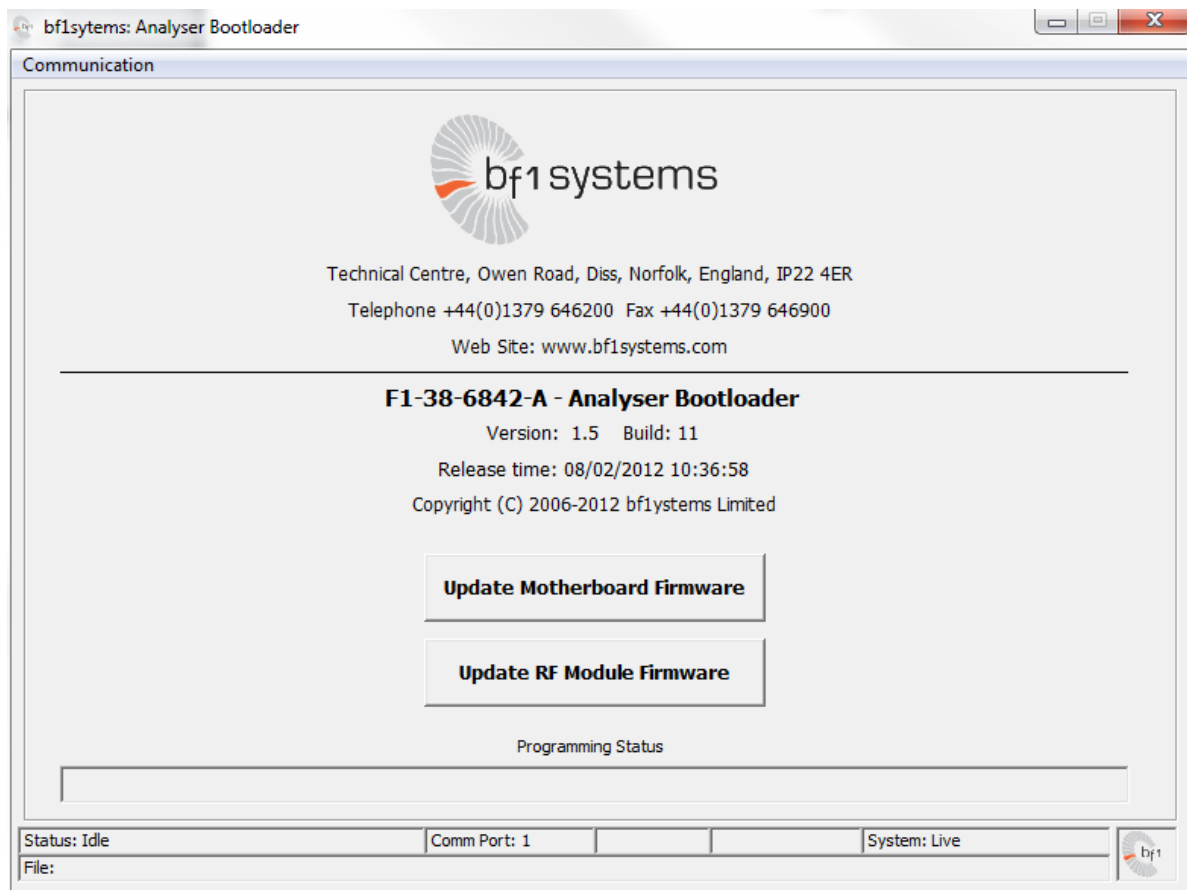 bf1sytems: Analyser Bootloader
Communication
bf1systems
Technical Centre, Owen Road, Diss, Norfolk, England, IP22 4ER
Telephone +44(0)1379 646200 Fax +44(0)1379 646900
Web Site: www.bf1systems.com
F1-38-6842-A - Analyser Bootloader
Version: 1.5 Build: 11
Release time: 08/02/2012 10:36:58
Copyright (C) 2006-2012 bf1ystems Limited
Update Motherboard Firmware
Update RF Module Firmware
Programming Status
Status: Idle Comm Port: 1 System: Live
File:
bf1